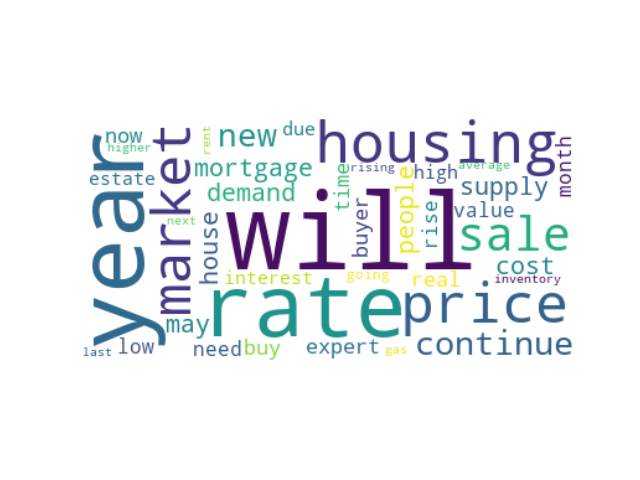 now
higher
estate
year
last
low
market
may
rent
new
due
mortgage
demand
next
house
will
interest
rate
need
buy
housing
time
rising
buyer
people
going
expert
gas
high
average
rise
value
real
price
continue
supply
sale
cost
inventory
month